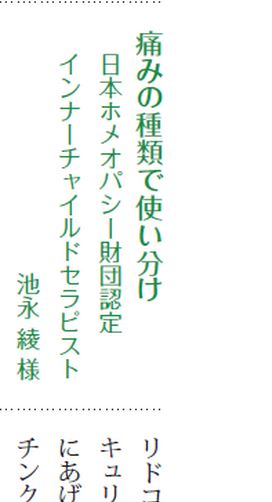 痛みの種類で使い分け
日本ホメオパシー財団認定
インナーチャイルドセラピスト
池永 綾 様
リドコ
キュリ
にあげ
チンク